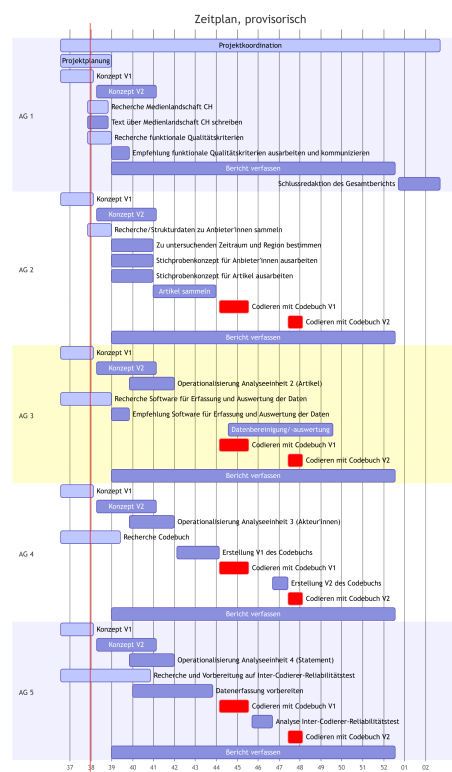 Zeitplan, provisorisch
Projektkoordination
Projektplanung
Konzept V1
Konzept V2
Recherche Medienlandschaft CH
AG 1
Text über Medienlandschaft CH schreiben
Recherche funktionale Qualitätskriterien
Empfehlung funktionale Qualitätskriterien ausarbeiten und kommunizieren
Bericht verfassen
Schlussredaktion des Gesamtberichts
Konzept V1
Konzept V2
Recherche/Strukturdaten zu Anbieter'innen sammeln
Zu untersuchenden Zeitraum und Region bestimmen
Stichprobenkonzept für Anbieter'innen ausarbeiten
AG 2
Stichprobenkonzept für Artikel ausarbeiten
Artikel sammeln
Codieren mit Codebuch V1
Codieren mit Codebuch V2
Bericht verfassen
Konzept V1
Konzept V2
Operationalisierung Analyseeinheit 2 (Artikel)
Recherche Software für Erfassung und Auswertung der Daten
AG 3
Empfehlung Software für Erfassung und Auswertung der Daten
Datenbereinigung/-auswertung
Codieren mit Codebuch V1
Codieren mit Codebuch V2
Bericht verfassen
Konzept V1
Konzept V2
Operationalisierung Analyseeinheit 3 (Akteur'innen)
Recherche Codebuch
AG 4
Erstellung V1 des Codebuchs
Codieren mit Codebuch V1
Erstellung V2 des Codebuchs
Codieren mit Codebuch V2
Bericht verfassen
Konzept V1
Konzept V2
Operationalisierung Analyseeinheit 4 (Statement)
Recherche und Vorbereitung auf Inter-Codierer-Reliabilitätstest
AG 5
Datenerfassung vorbereiten
Codieren mit Codebuch V1
Analyse Inter-Codierer-Reliabilitätstest
Codieren mit Codebuch V2
Bericht verfassen
37 38 39 40 41 42 43 44 45 46 47 48 49 50 51 52 01 02